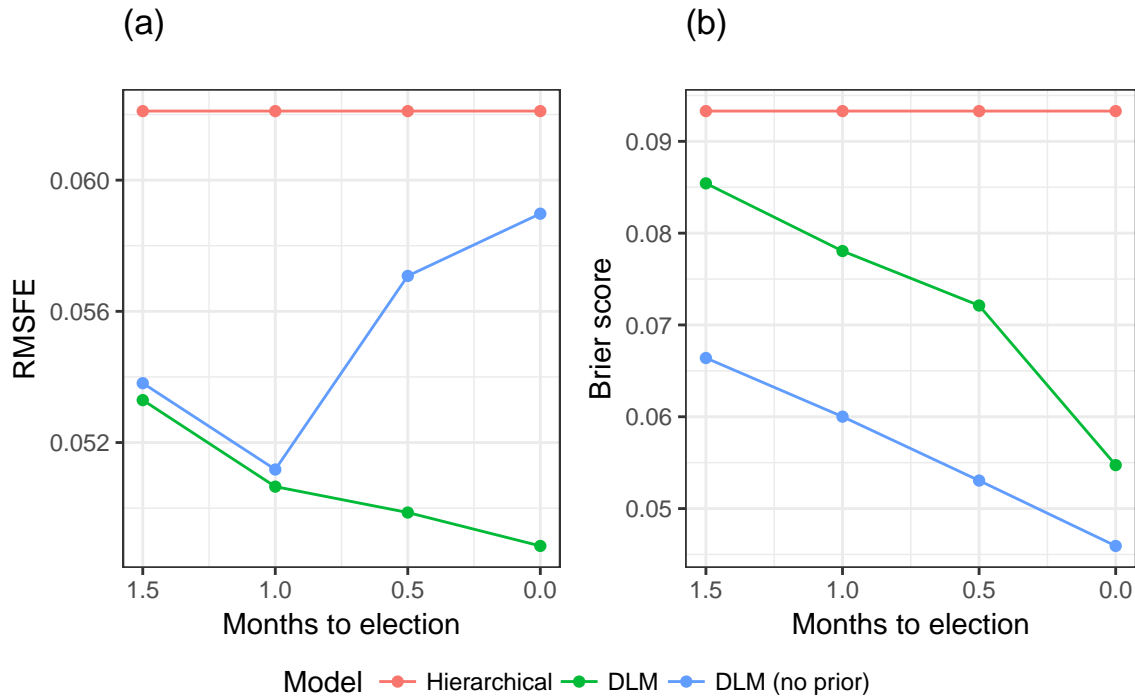 (a)
RMSFE
0.060
0.056
0.052
1.5 1.0 0.5 0.0
Months to election
(b)
Brier score
0.09
0.08
0.07
0.06
0.05
1.5 1.0 0.5 0.0
Months to election
Model Hierarchical DLM DLM (no prior)